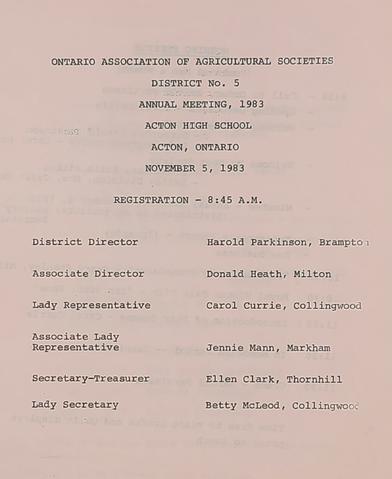 ONTARIO ASSOCIATION OF AGRICULTURAL SOCIETIES
DISTRICT No. 5
ANNUAL MEETING, 1983
ACTON HIGH SCHOOL
ACTON, ONTARIO
NOVEMBER 5, 1983
REGISTRATION - 8:45 A.M.
District Director Harold Parkinson, Brampton
Associate Director Donald Heath, Milton
Lady Representative Carol Currie, Collingwood
Associate Lady
Representative Jennie Mann, Markham
Secretary-Treasurer Ellen Clark, Thornhill
Lady Secretary Betty McLeod, Collingwood